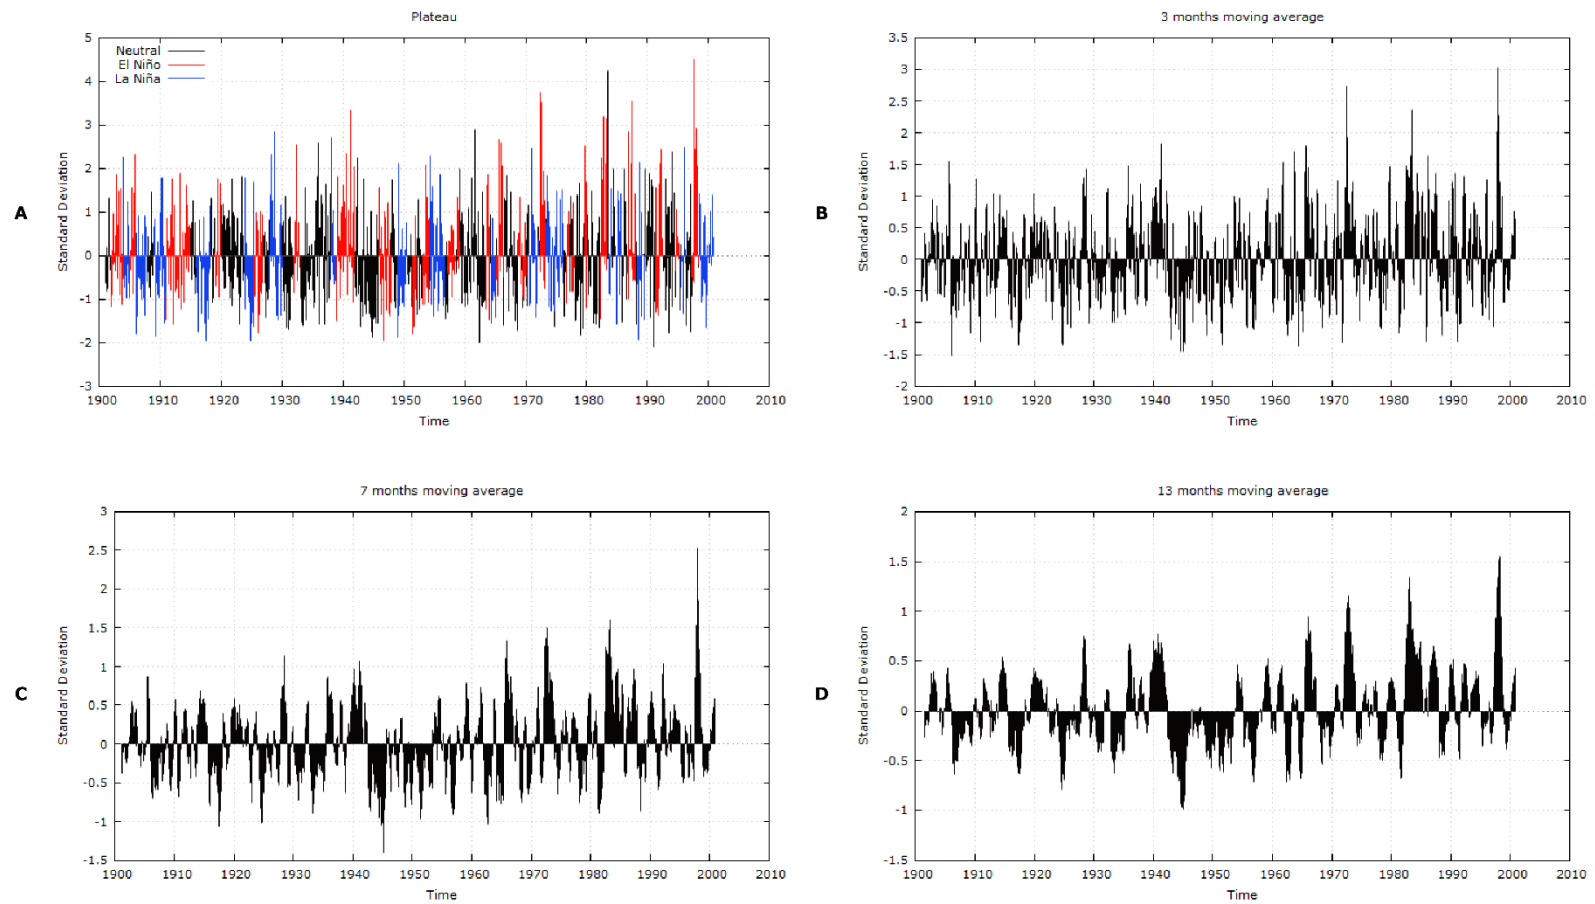 Plateau
5
4
3
2
1
0
-1
-2
-3
Standard Deviation
Neutral
El Niño
La Niña
A
1900 1910 1920 1930 1940 1950 1960 1970 1980 1990 2000 2010
Time
3 months moving average
3.5
3
2.5
2
1.5
1
0.5
0
-0.5
-1
-1.5
-2
Standard Deviation
B
1900 1910 1920 1930 1940 1950 1960 1970 1980 1990 2000 2010
Time
7 months moving average
3
2.5
2
1.5
1
0.5
0
-0.5
-1
-1.5
Standard Deviation
C
1900 1910 1920 1930 1940 1950 1960 1970 1980 1990 2000 2010
Time
13 months moving average
2
1.5
1
0.5
0
-0.5
-1
-1.5
Standard Deviation
D
1900 1910 1920 1930 1940 1950 1960 1970 1980 1990 2000 2010
Time